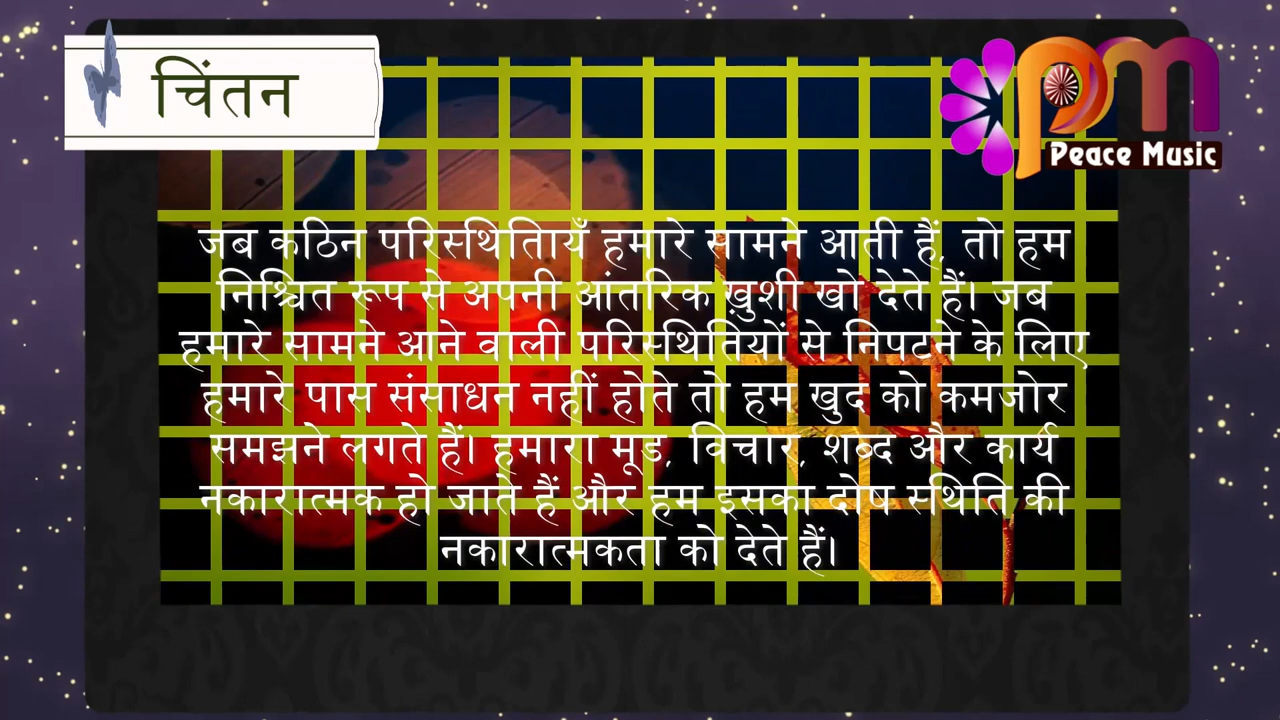 चिंतन
pm
Peace Music
जब कठिन परिस्थितिायँ हमारे सामने आती हैं, तो हम
निश्चित रूप से अपनी आंतरिक ख़ुशी खो देते हैं। जब
हमारे सामने आने वाली परिस्थितियों से निपटने के लिए
हमारे पास संसाधन नहीं होते तो हम खुद को कमजोर
समझने लगते हैं। हमारा मूड, विचार, शब्द और कार्य
नकारात्मक हो जाते हैं और हम इसका दोष स्थिति की
नकारात्मकता को देते हैं।